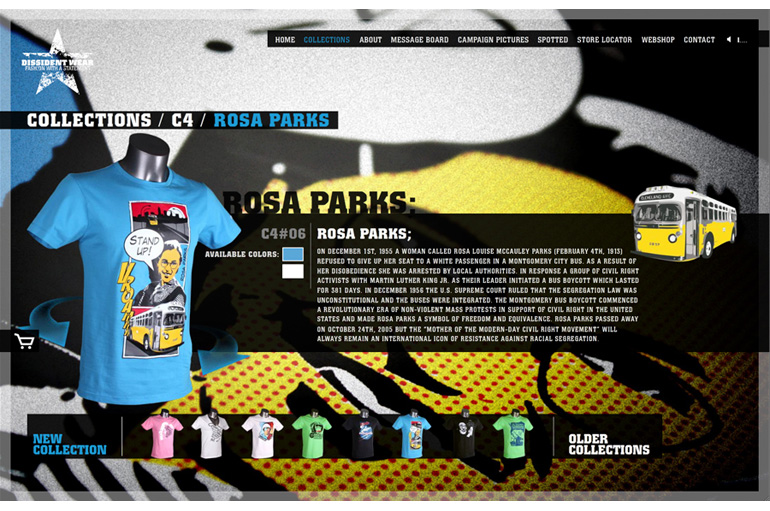 DISSIDENT WEAR
FASHION WITH A STATEMENT
HOME COLLECTIONS ABOUT MESSAGE BOARD CAMPAIGN PICTURES SPOTTED STORE LOCATOR WEBSHOP CONTACT
COLLECTIONS / C4 / ROSA PARKS
ROSA PARKS;
C4#06
ROSA PARKS;
AVAILABLE COLORS:
ON DECEMBER 1ST, 1955 A WOMAN CALLED ROSA LOUISE MCCAULEY PARKS (FEBRUARY 4TH, 1913)
REFUSED TO GIVE UP HER SEAT TO A WHITE PASSENGER IN A MONTGOMERY CITY BUS. AS A RESULT OF
HER DISOBEDIENCE SHE WAS ARRESTED BY LOCAL AUTHORITIES. IN RESPONSE A GROUP OF CIVIL RIGHT
ACTIVISTS WITH MARTIN LUTHER KING JR. AS THEIR LEADER INITIATED A BUS BOYCOTT WHICH LASTED
FOR 381 DAYS. IN DECEMBER 1956 THE U.S. SUPREME COURT RULED THAT THE SEGREGATION LAW WAS
UNCONSTITUTIONAL AND THE BUSES WERE INTEGRATED. THE MONTGOMERY BUS BOYCOTT COMMENCED
A REVOLUTIONARY ERA OF NON-VIOLENT MASS PROTESTS IN SUPPORT OF CIVIL RIGHT IN THE UNITED
STATES AND MADE ROSA PARKS A SYMBOL OF FREEDOM AND EQUIVALENCE. ROSA PARKS PASSED AWAY
ON OCTOBER 24TH, 2005 BUT THE "MOTHER OF THE MODERN-DAY CIVIL RIGHT MOVEMENT" WILL
ALWAYS REMAIN AN INTERNATIONAL ICON OF RESISTANCE AGAINST RACIAL SEGREGATION.
STAND
UP!
CLEVELAND AVE
NEW
COLLECTION
OLDER
COLLECTIONS